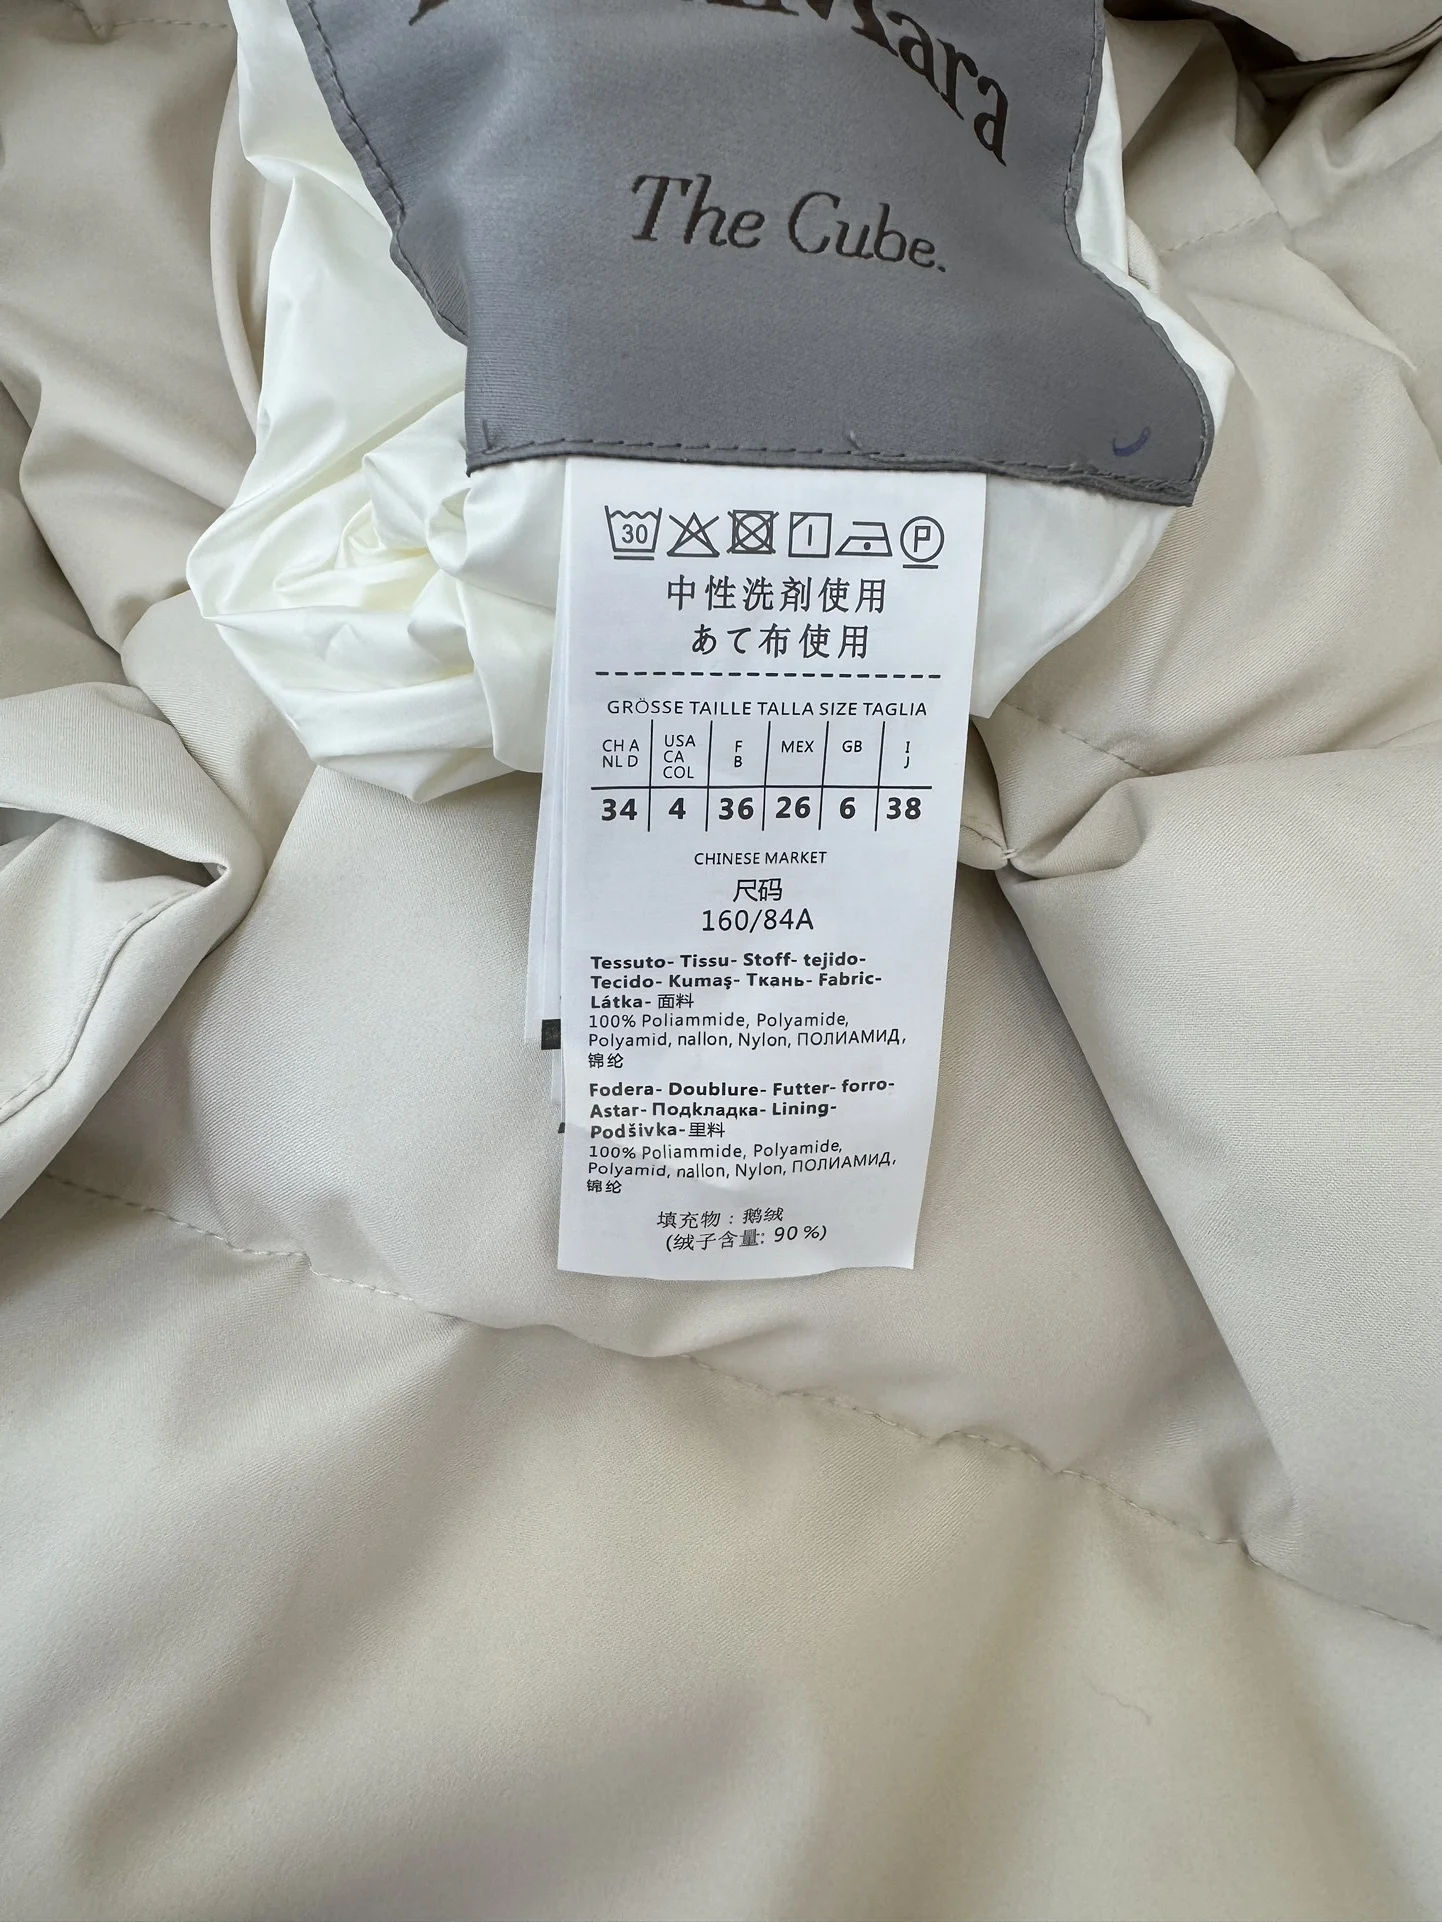 Mara
The Cube.
30
P
中性洗剤使用
あて布使用
GRÖSSE TAILLE TALLA SIZE TAGLIA
CH A NL D USA CA COL F B MEX GB I J
34 4 36 26 6 38
CHINESE MARKET
尺码
160/84A
Tessuto- Tissu- Stoff- tejido-
Tecido- Kumaş- Ткань- Fabric-
Látka- 面料
100% Poliammide, Polyamide,
Polyamid, nallon, Nylon, ПОЛИАМИД,
锦纶
Fodera- Doublure- Futter- forro-
Astar- Подкладка- Lining-
Podšívka-里料
100% Poliammide, Polyamide,
Polyamid, nallon, Nylon, ПОЛИАМИД,
锦纶
填充物：鹅绒
(绒子含量: 90%)